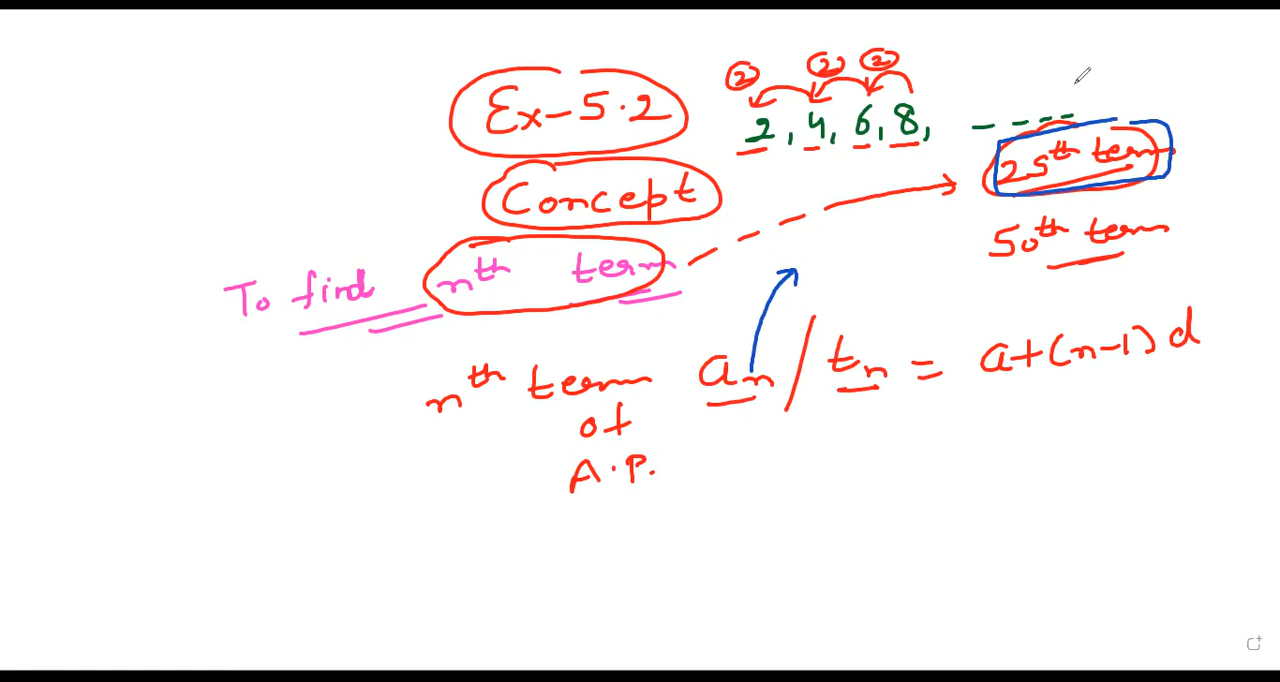 Ex-5.2
② ② ②
2, 4, 6, 8, ----
Concept
25th term
50th term
To find nth term
nth term of A.P.
an / tn = a+(n-1)d